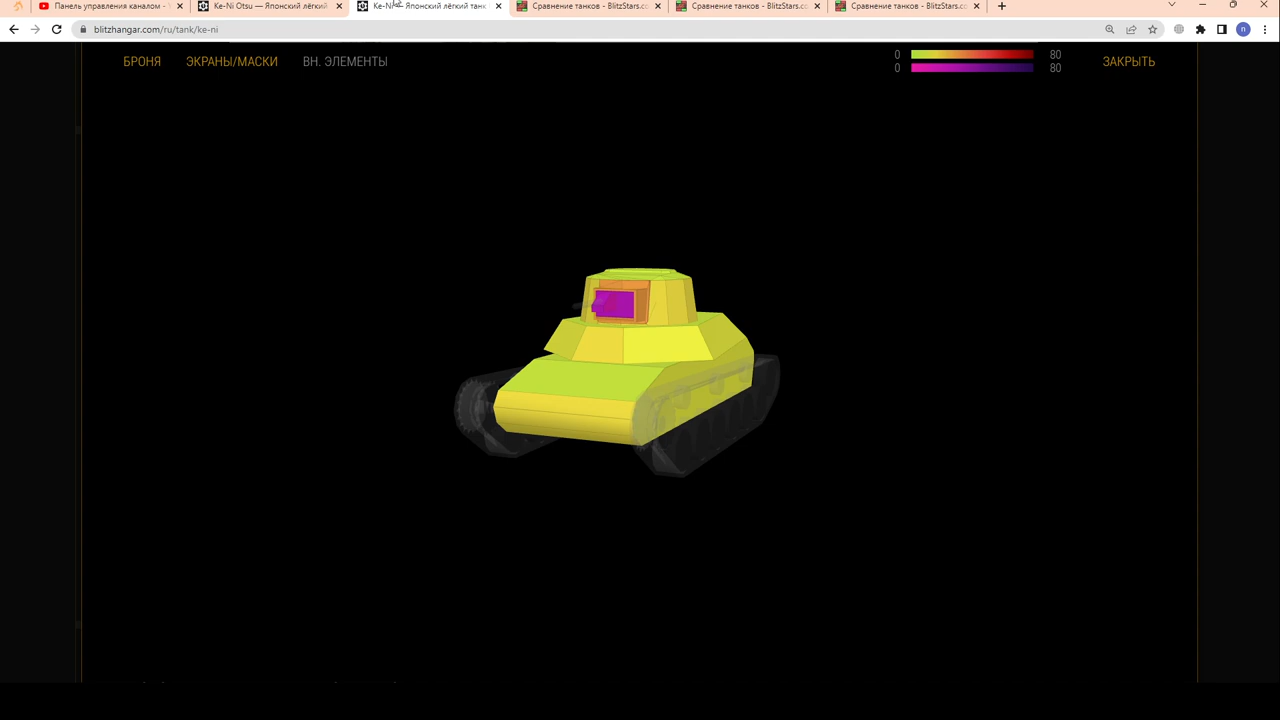 Панель управления каналом - Y
Ke-Ni Otsu — Японский лёгкий
Ke-Ni — Японский лёгкий танк
Сравнение танков - BlitzStars.co
Сравнение танков - BlitzStars.co
Сравнение танков - BlitzStars.co
blitzhangar.com/ru/tank/ke-ni
n
БРОНЯ
ЭКРАНЫ/МАСКИ
ВН. ЭЛЕМЕНТЫ
0 80
0 80
ЗАКРЫТЬ